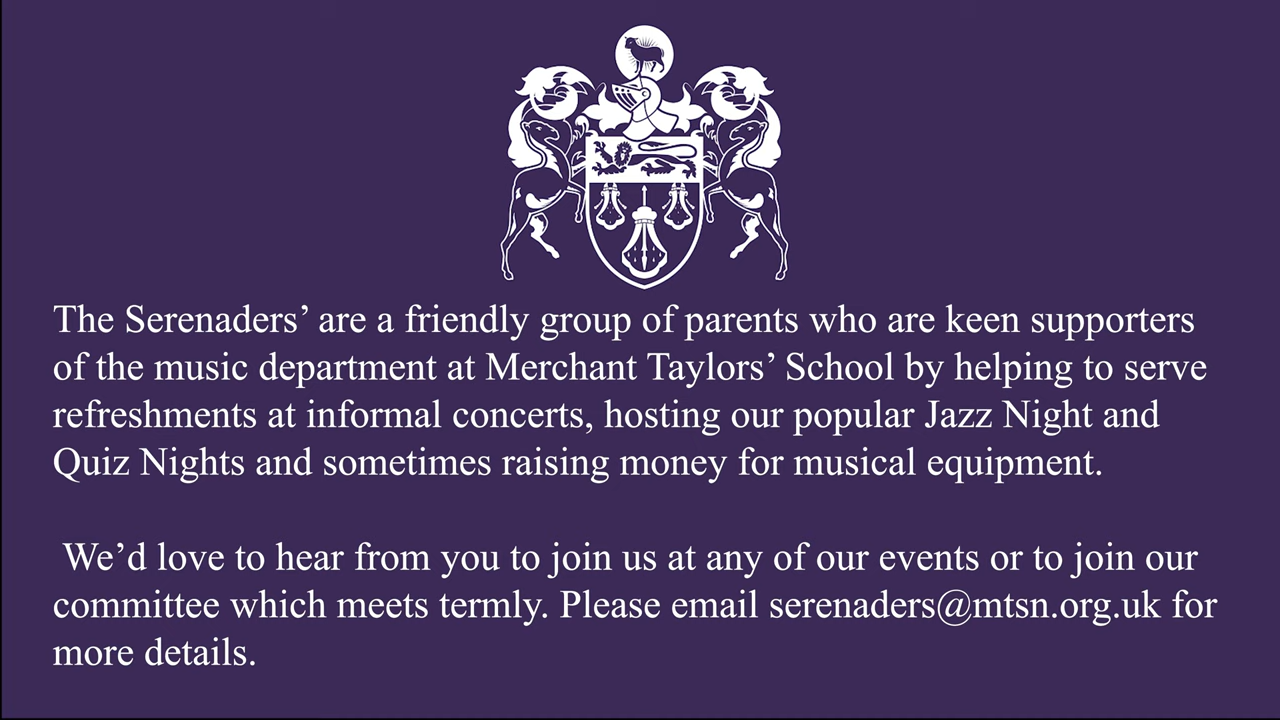 The Serenaders’ are a friendly group of parents who are keen supporters
of the music department at Merchant Taylors’ School by helping to serve
refreshments at informal concerts, hosting our popular Jazz Night and
Quiz Nights and sometimes raising money for musical equipment.
We’d love to hear from you to join us at any of our events or to join our
committee which meets termly. Please email serenaders@mtsn.org.uk for
more details.